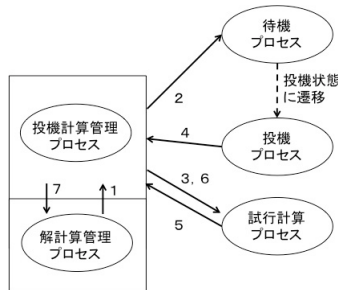 待機
プロセス
投機状態
に遷移
2
投機計算管理
プロセス
4
投機
プロセス
3, 6
7
1
5
試行計算
プロセス
解計算管理
プロセス